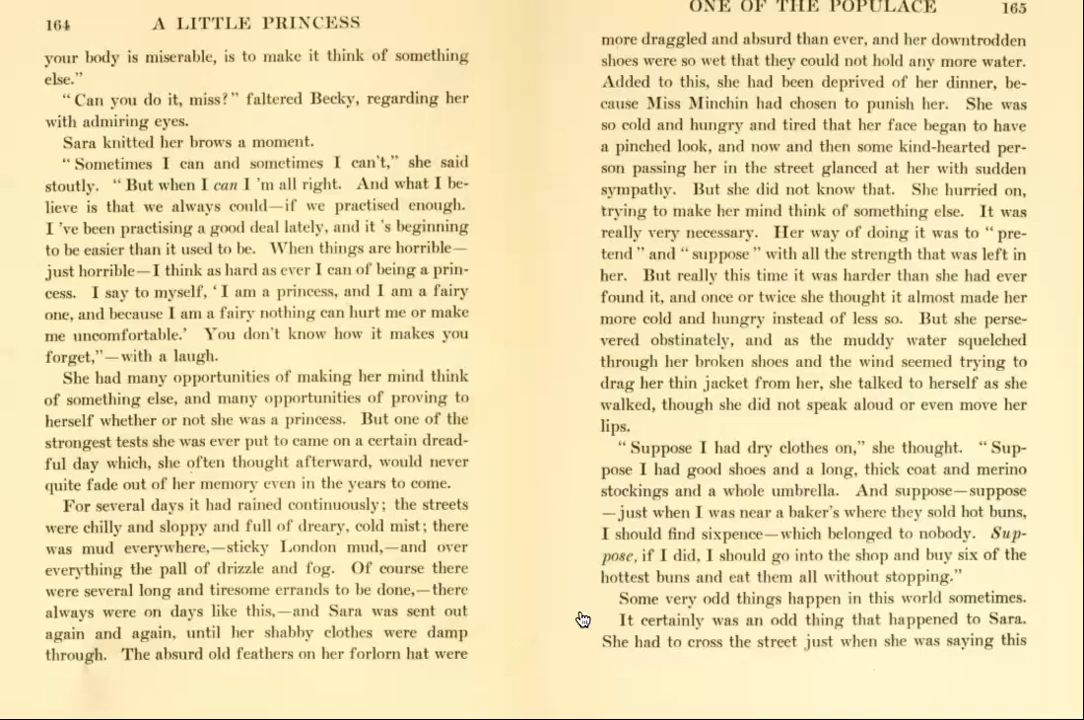 164 A LITTLE PRINCESS
your body is miserable, is to make it think of something
else.”
“Can you do it, miss?” faltered Becky, regarding her
with admiring eyes.
Sara knitted her brows a moment.
“Sometimes I can and sometimes I can't,” she said
stoutly. “But when I can I 'm all right. And what I be-
lieve is that we always could—if we practised enough.
I 've been practising a good deal lately, and it 's beginning
to be easier than it used to be. When things are horrible—
just horrible—I think as hard as ever I can of being a prin-
cess. I say to myself, ‘I am a princess, and I am a fairy
one, and because I am a fairy nothing can hurt me or make
me uncomfortable.’ You don't know how it makes you
forget,”—with a laugh.
She had many opportunities of making her mind think
of something else, and many opportunities of proving to
herself whether or not she was a princess. But one of the
strongest tests she was ever put to came on a certain dread-
ful day which, she often thought afterward, would never
quite fade out of her memory even in the years to come.
For several days it had rained continuously; the streets
were chilly and sloppy and full of dreary, cold mist; there
was mud everywhere,—sticky London mud,—and over
everything the pall of drizzle and fog. Of course there
were several long and tiresome errands to be done,—there
always were on days like this,—and Sara was sent out
again and again, until her shabby clothes were damp
through. The absurd old feathers on her forlorn hat were
ONE OF THE POPULACE 165
more draggled and absurd than ever, and her downtrodden
shoes were so wet that they could not hold any more water.
Added to this, she had been deprived of her dinner, be-
cause Miss Minchin had chosen to punish her. She was
so cold and hungry and tired that her face began to have
a pinched look, and now and then some kind-hearted per-
son passing her in the street glanced at her with sudden
sympathy. But she did not know that. She hurried on,
trying to make her mind think of something else. It was
really very necessary. Her way of doing it was to “pre-
tend” and “suppose” with all the strength that was left in
her. But really this time it was harder than she had ever
found it, and once or twice she thought it almost made her
more cold and hungry instead of less so. But she perse-
vered obstinately, and as the muddy water squelched
through her broken shoes and the wind seemed trying to
drag her thin jacket from her, she talked to herself as she
walked, though she did not speak aloud or even move her
lips.
“Suppose I had dry clothes on,” she thought. “Sup-
pose I had good shoes and a long, thick coat and merino
stockings and a whole umbrella. And suppose—suppose
—just when I was near a baker's where they sold hot buns,
I should find sixpence—which belonged to nobody. Sup-
pose, if I did, I should go into the shop and buy six of the
hottest buns and eat them all without stopping.”
Some very odd things happen in this world sometimes.
It certainly was an odd thing that happened to Sara.
She had to cross the street just when she was saying this